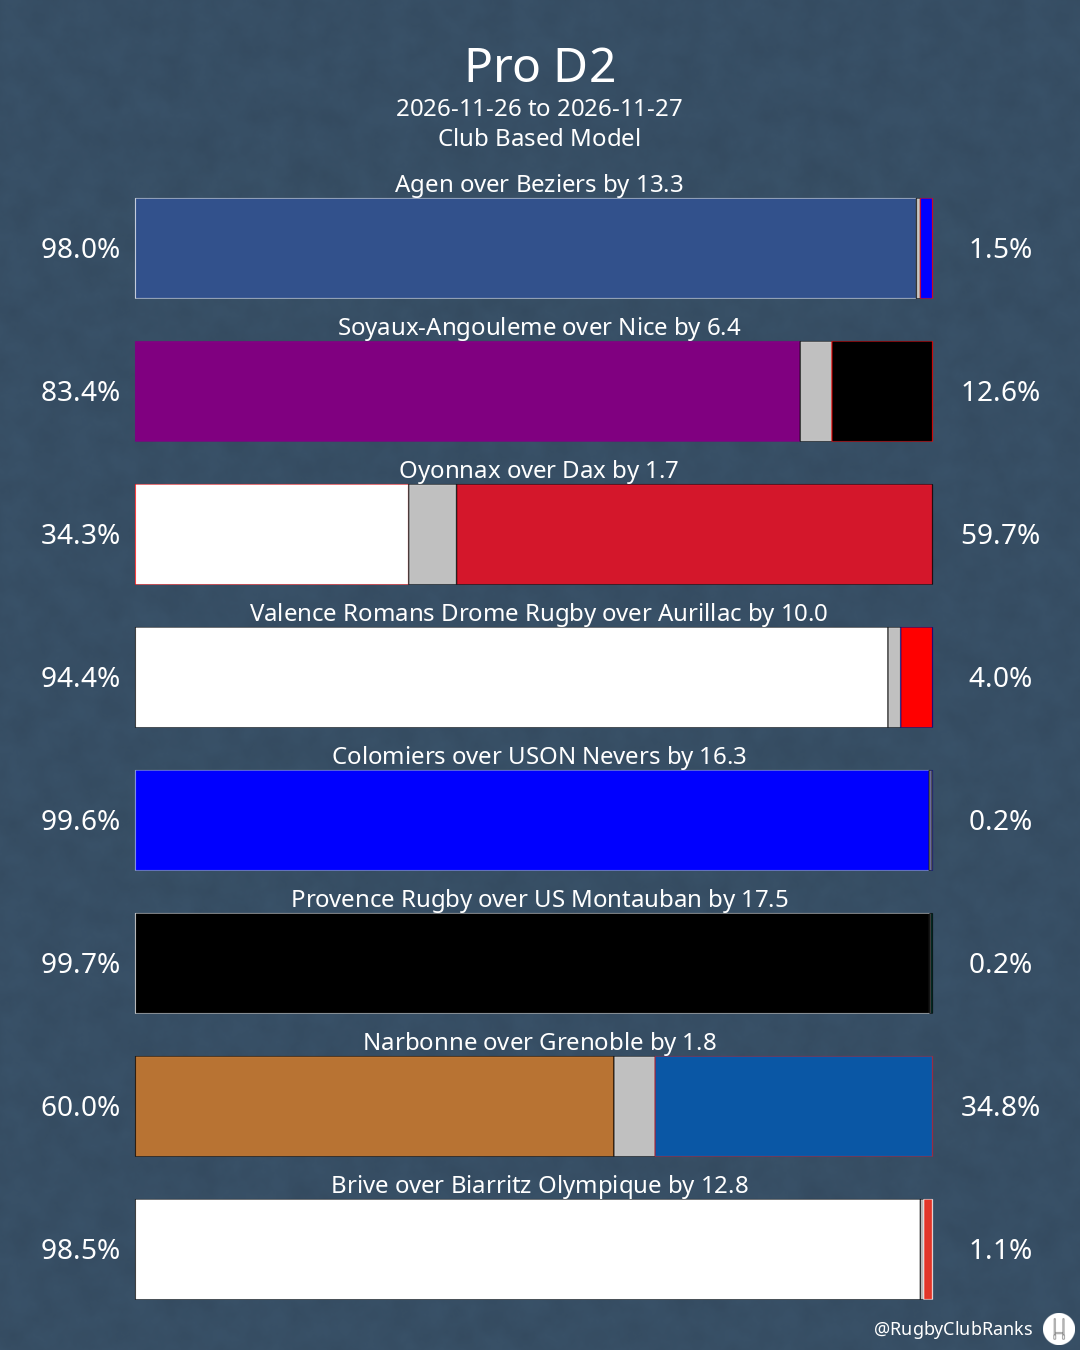 Pro D2
2026-11-26 to 2026-11-27
Club Based Model
Agen over Beziers by 13.3
98.0% 1.5%
Soyaux-Angouleme over Nice by 6.4
83.4% 12.6%
Oyonnax over Dax by 1.7
34.3% 59.7%
Valence Romans Drome Rugby over Aurillac by 10.0
94.4% 4.0%
Colomiers over USON Nevers by 16.3
99.6% 0.2%
Provence Rugby over US Montauban by 17.5
99.7% 0.2%
Narbonne over Grenoble by 1.8
60.0% 34.8%
Brive over Biarritz Olympique by 12.8
98.5% 1.1%
@RugbyClubRanks